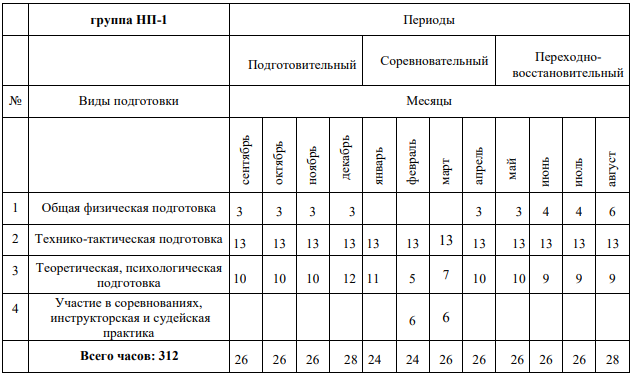 группа НП-1 Периоды
Подготовительный Соревновательный Переходно-
восстановительный
№ Виды подготовки Месяцы
сентябрь октябрь ноябрь декабрь январь февраль март апрель май июнь июль август
1 Общая физическая подготовка 3 3 3 3 3 3 4 4 6
2 Технико-тактическая подготовка 13 13 13 13 13 13 13 13 13 13 13 13
3 Теоретическая, психологическая
подготовка 10 10 10 12 11 5 7 10 10 9 9 9
4 Участие в соревнованиях,
инструкторская и судейская
практика 6 6
Всего часов: 312 26 26 26 28 24 24 26 26 26 26 26 28